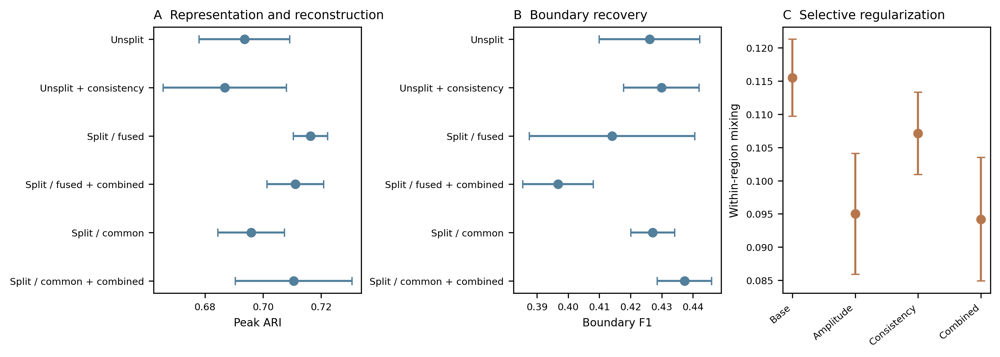 A Representation and reconstruction
Unsplit
Unsplit + consistency
Split / fused
Split / fused + combined
Split / common
Split / common + combined
0.68 0.70 0.72
Peak ARI
B Boundary recovery
Unsplit
Unsplit + consistency
Split / fused
Split / fused + combined
Split / common
Split / common + combined
0.39 0.40 0.41 0.42 0.43 0.44
Boundary F1
C Selective regularization
Within-region mixing
0.120
0.115
0.110
0.105
0.100
0.095
0.090
0.085
Base
Amplitude
Consistency
Combined